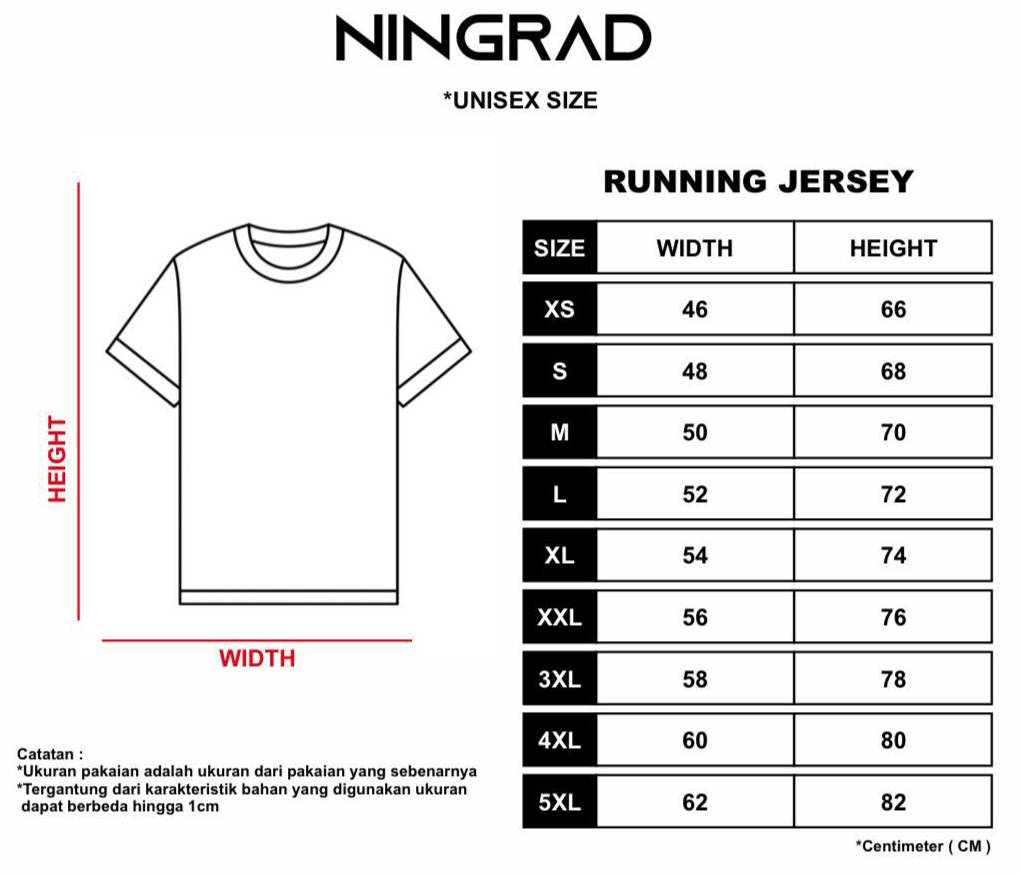 NINGRAD
*UNISEX SIZE
RUNNING JERSEY
SIZE WIDTH HEIGHT
XS 46 66
S 48 68
M 50 70
L 52 72
XL 54 74
XXL 56 76
3XL 58 78
4XL 60 80
5XL 62 82
*Centimeter ( CM )
HEIGHT
WIDTH
Catatan :
*Ukuran pakaian adalah ukuran dari pakaian yang sebenarnya
*Tergantung dari karakteristik bahan yang digunakan ukuran
dapat berbeda hingga 1cm